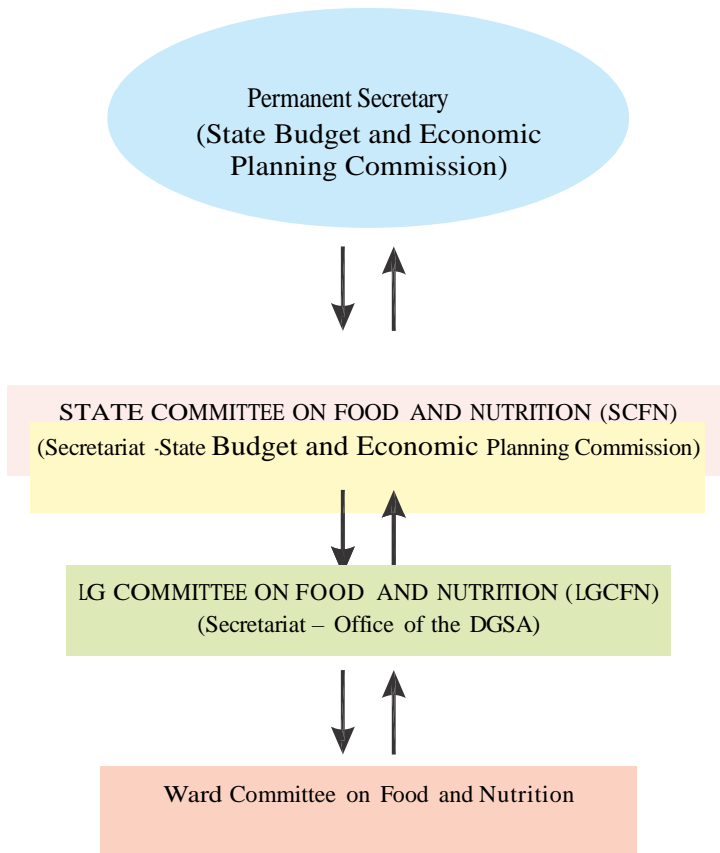 Permanent Secretary
(State Budget and Economic
Planning Commission)
STATE COMMITTEE ON FOOD AND NUTRITION (SCFN)
(Secretariat -State Budget and Economic Planning Commission)
LG COMMITTEE ON FOOD AND NUTRITION (LGCFN)
(Secretariat – Office of the DGSA)
Ward Committee on Food and Nutrition